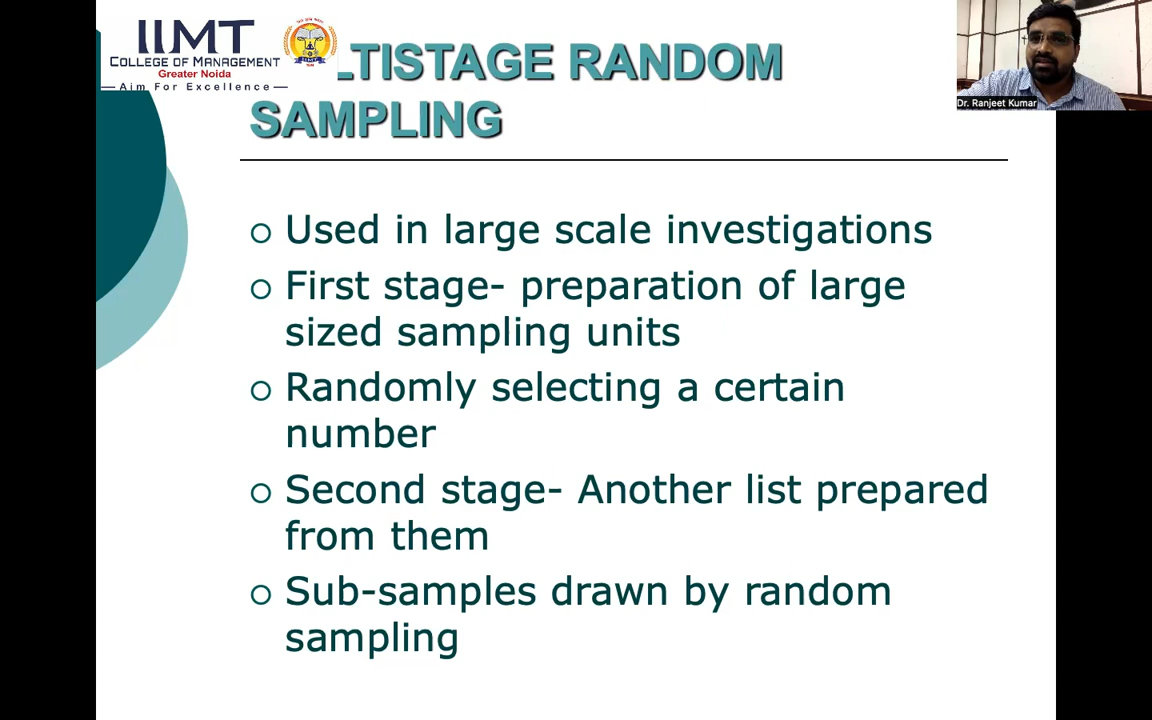 IIMT
COLLEGE OF MANAGEMENT
Greater Noida
—Aim For Excellence—
LTISTAGE RANDOM
SAMPLING
Dr. Ranjeet Kumar
Used in large scale investigations
First stage- preparation of large
sized sampling units
Randomly selecting a certain
number
Second stage- Another list prepared
from them
Sub-samples drawn by random
sampling